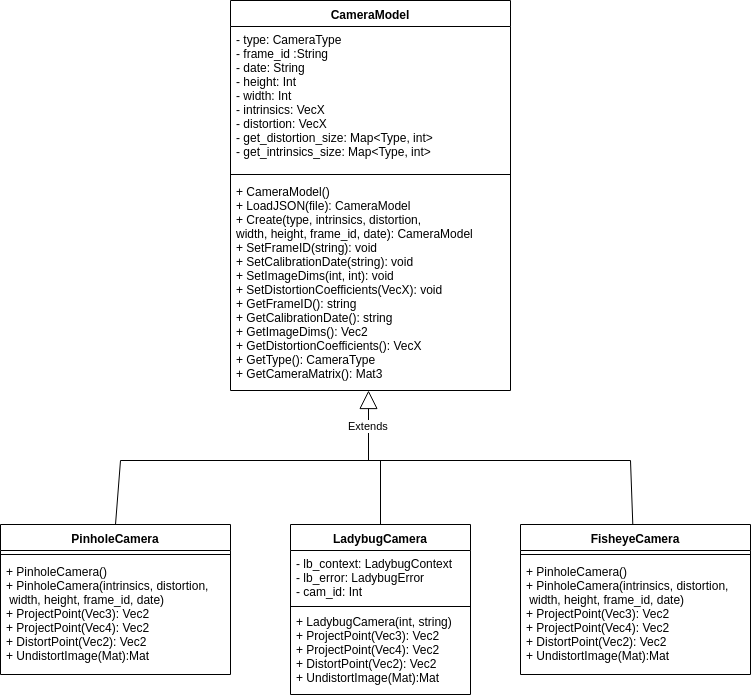 CameraModel
- type: CameraType
- frame_id :String
- date: String
- height: Int
- width: Int
- intrinsics: VecX
- distortion: VecX
- get_distortion_size: Map<Type, int>
- get_intrinsics_size: Map<Type, int>
+ CameraModel()
+ LoadJSON(file): CameraModel
+ Create(type, intrinsics, distortion,
width, height, frame_id, date): CameraModel
+ SetFrameID(string): void
+ SetCalibrationDate(string): void
+ SetImageDims(int, int): void
+ SetDistortionCoefficients(VecX): void
+ GetFrameID(): string
+ GetCalibrationDate(): string
+ GetImageDims(): Vec2
+ GetDistortionCoefficients(): VecX
+ GetType(): CameraType
+ GetCameraMatrix(): Mat3
Extends
PinholeCamera
+ PinholeCamera()
+ PinholeCamera(intrinsics, distortion,
width, height, frame_id, date)
+ ProjectPoint(Vec3): Vec2
+ ProjectPoint(Vec4): Vec2
+ DistortPoint(Vec2): Vec2
+ UndistortImage(Mat):Mat
LadybugCamera
- lb_context: LadybugContext
- lb_error: LadybugError
- cam_id: Int
+ LadybugCamera(int, string)
+ ProjectPoint(Vec3): Vec2
+ ProjectPoint(Vec4): Vec2
+ DistortPoint(Vec2): Vec2
+ UndistortImage(Mat):Mat
FisheyeCamera
+ PinholeCamera()
+ PinholeCamera(intrinsics, distortion,
width, height, frame_id, date)
+ ProjectPoint(Vec3): Vec2
+ ProjectPoint(Vec4): Vec2
+ DistortPoint(Vec2): Vec2
+ UndistortImage(Mat):Mat